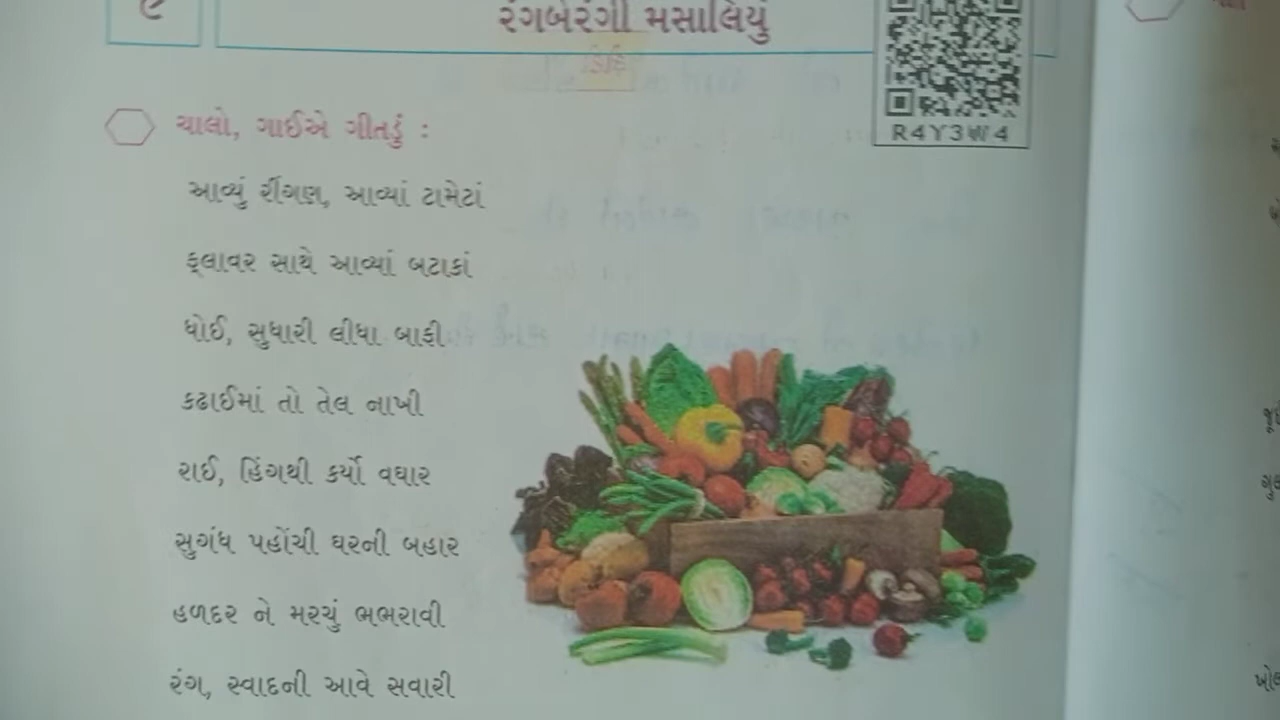 ૯
રંગબેરંગી મસાલિયું
R4Y3W4
ચાલો, ગાઈએ ગીતડું :
આવ્યું રીંગણ, આવ્યાં ટામેટાં
ફ્લાવર સાથે આવ્યાં બટાકાં
ધોઈ, સુધારી લીધા બાફી
કઢાઈમાં તો તેલ નાખી
રાઈ, હિંગથી કર્યો વઘાર
સુગંધ પહોંચી ઘરની બહાર
હળદર ને મરચું ભભરાવી
રંગ, સ્વાદની આવે સવારી